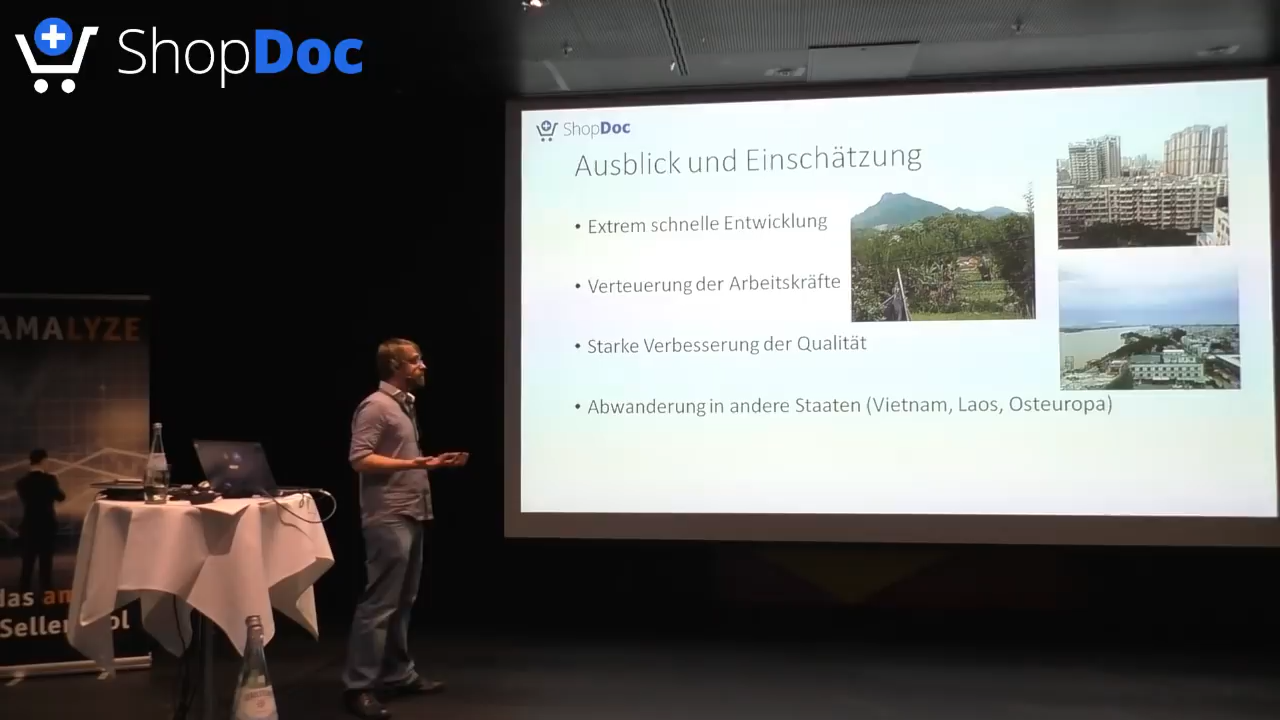 ShopDoc
ShopDoc
Ausblick und Einschätzung
• Extrem schnelle Entwicklung
• Verteuerung der Arbeitskräfte
• Starke Verbesserung der Qualität
• Abwanderung in andere Staaten (Vietnam, Laos, Osteuropa)
AMALYZE
das